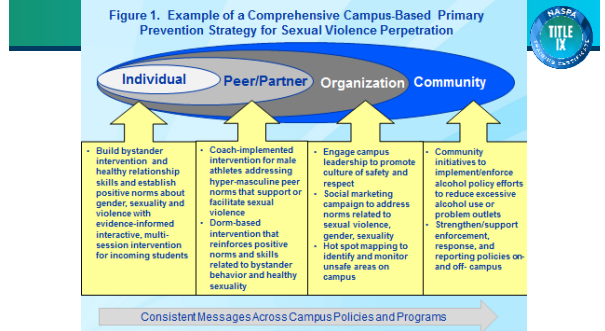 Figure 1. Example of a Comprehensive Campus-Based Primary
Prevention Strategy for Sexual Violence Perpetration
NASPA
TITLE
IX
TRAINING CERTIFICATE
Individual
Peer/Partner
Organization
Community
• Build bystander
intervention and
healthy relationship
skills and establish
positive norms about
gender, sexuality and
violence with
evidence-informed
interactive, multi-
session intervention
for incoming students
• Coach-implemented
intervention for male
athletes addressing
hyper-masculine peer
norms that support or
facilitate sexual
violence
• Dorm-based
intervention that
reinforces positive
norms and skills
related to bystander
behavior and healthy
sexuality
• Engage campus
leadership to promote
culture of safety and
respect
• Social marketing
campaign to address
norms related to
sexual violence,
gender, sexuality
• Hot spot mapping to
identify and monitor
unsafe areas on
campus
• Community
initiatives to
implement/enforce
alcohol policy efforts
to reduce excessive
alcohol use or
problem outlets
• Strengthen/support
enforcement,
response, and
reporting policies on-
and off- campus
Consistent Messages Across Campus Policies and Programs